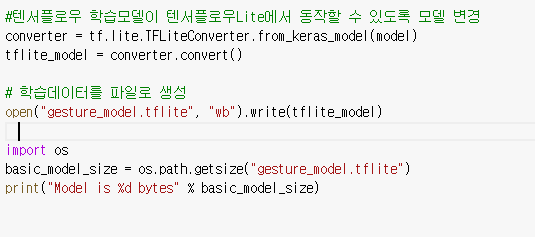 #텐서플로우 학습모델이 텐서플로우Lite에서 동작할 수 있도록 모델 변경
converter = tf.lite.TFLiteConverter.from_keras_model(model)
tflite_model = converter.convert()
# 학습데이터를 파일로 생성
open("gesture_model.tflite", "wb").write(tflite_model)
import os
basic_model_size = os.path.getsize("gesture_model.tflite")
print("Model is %d bytes" % basic_model_size)